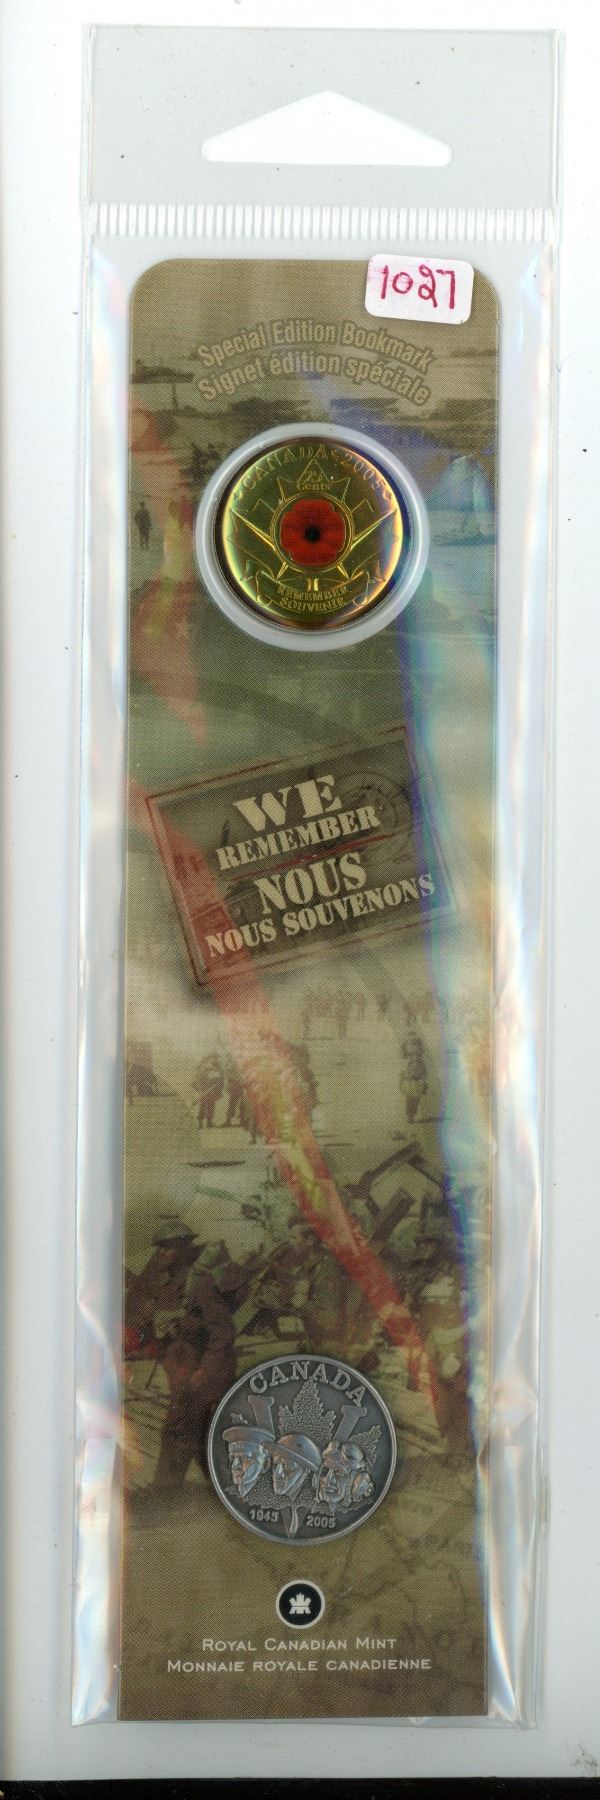 1027
Special Edition Bookmark
Signet édition spéciale
CANADA 2005
25
Cents
REMEMBER
SOUVENIR
WE
REMEMBER
NOUS
NOUS SOUVENONS
CANADA
1945 2005
ROYAL CANADIAN MINT
MONNAIE ROYALE CANADIENNE